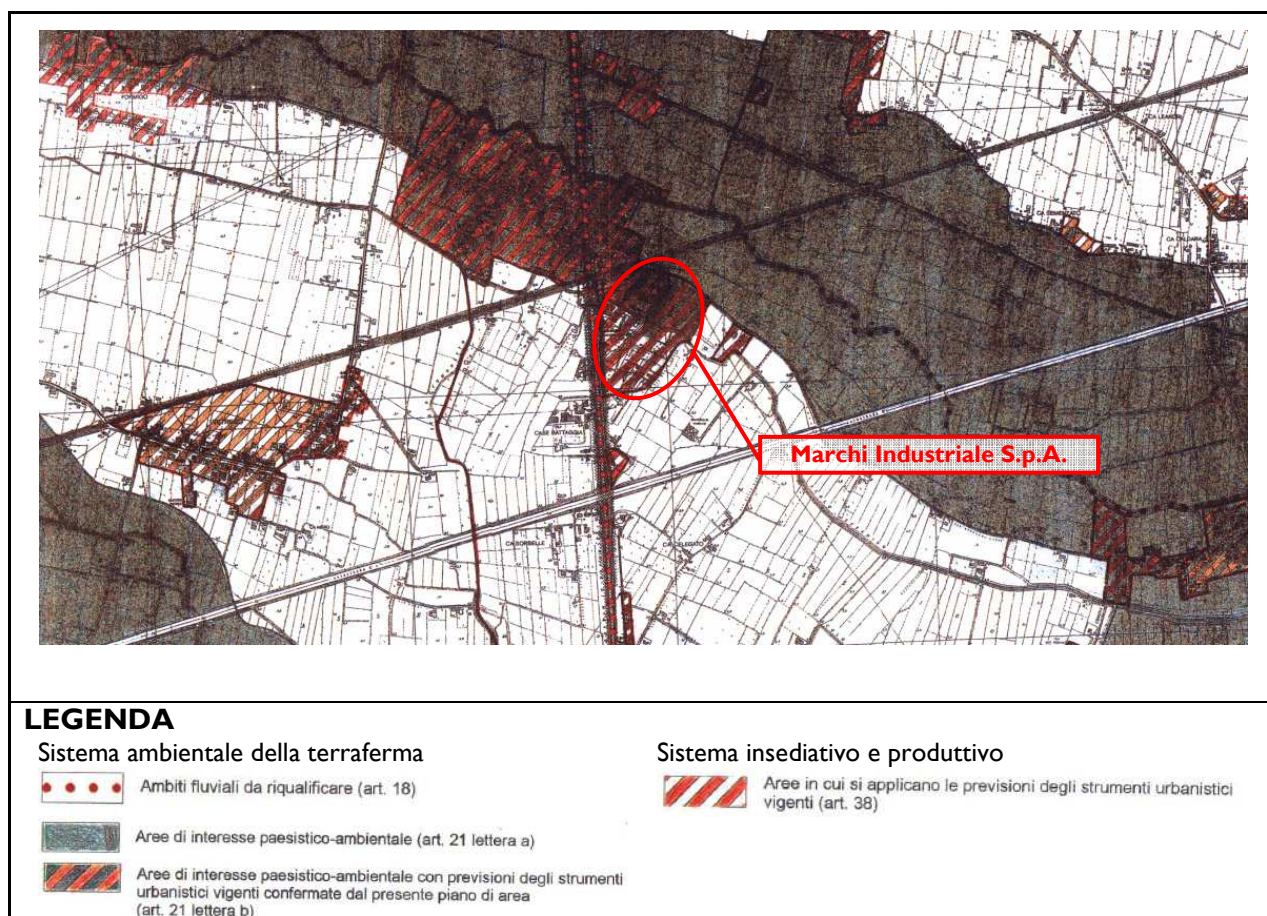 CASE BATTAGGIA
Marchi Industriale S.p.A.
CA CELEGATO
LEGENDA
Sistema ambientale della terraferma
Ambiti fluviali da riqualificare (art. 18)
Aree di interesse paesistico-ambientale (art. 21 lettera a)
Aree di interesse paesistico-ambientale con previsioni degli strumenti
urbanistici vigenti confermate dal presente piano di area
(art. 21 lettera b)
Sistema insediativo e produttivo
Aree in cui si applicano le previsioni degli strumenti urbanistici
vigenti (art. 38)